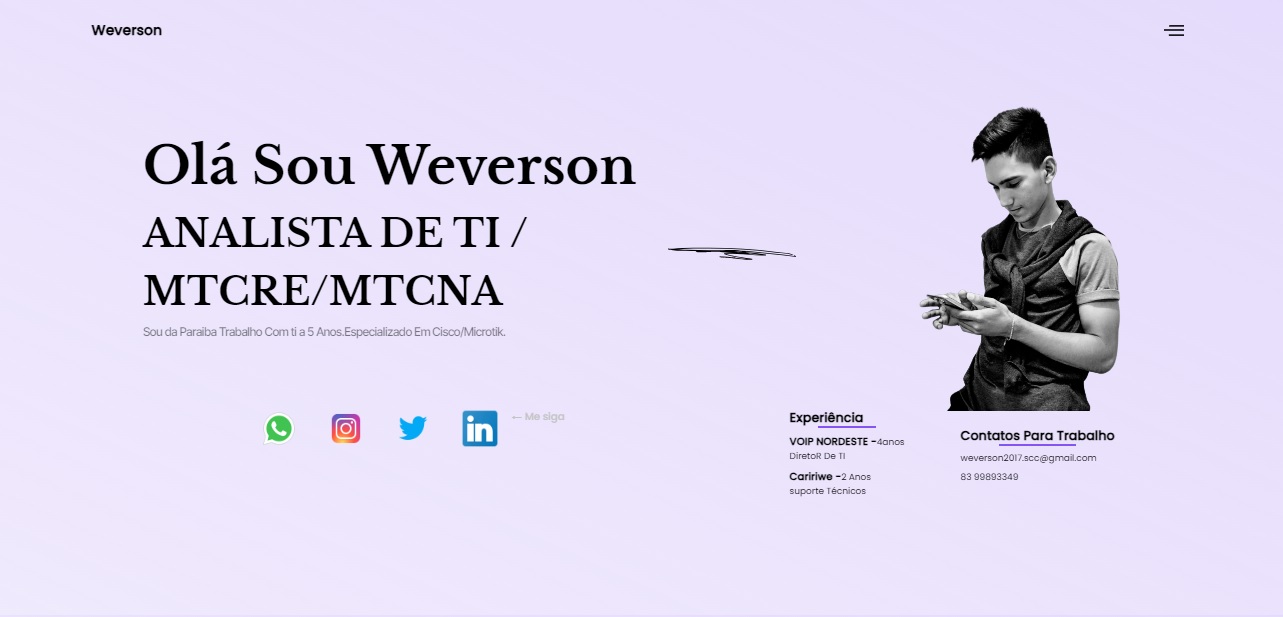 Weverson
Olá Sou Weverson
ANALISTA DE TI /
MTCRE/MTCNA
Sou da Paraiba Trabalho Com ti a 5 Anos.Especializado Em Cisco/Microtik.
in
← Me siga
Experiência
VOIP NORDESTE -4anos
DiretoR De TI
Caririwe -2 Anos
suporte Técnicos
Contatos Para Trabalho
weverson2017.scc@gmail.com
83 99893349